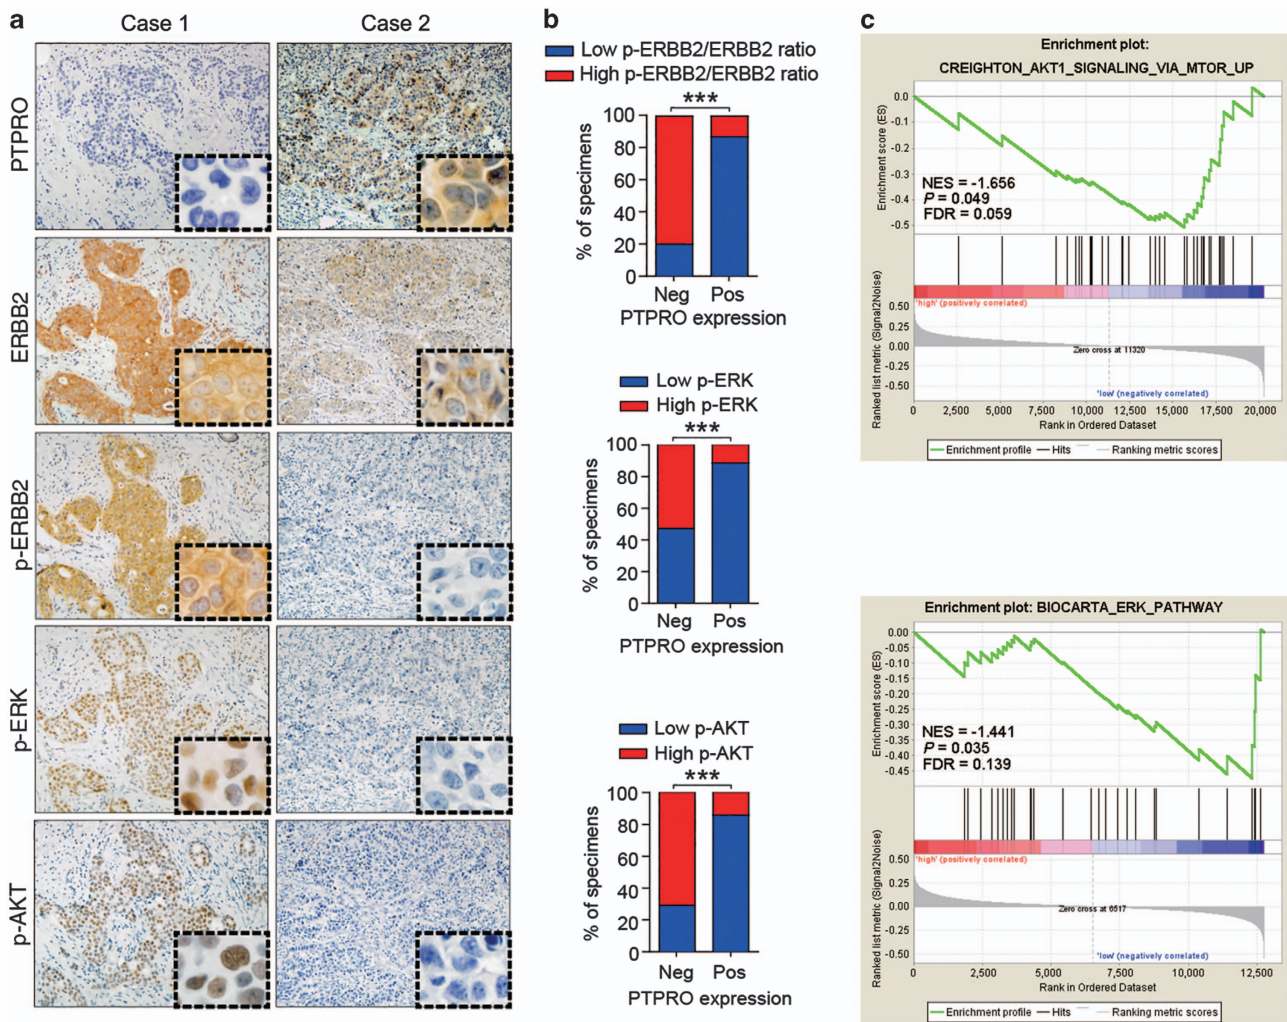 a
Case 1
Case 2
PTPRO
ERBB2
p-ERBB2
p-ERK
p-AKT
b
Low p-ERBB2/ERBB2 ratio
High p-ERBB2/ERBB2 ratio
***
% of specimens
100
80
60
40
20
0
Neg Pos
PTPRO expression
Low p-ERK
High p-ERK
***
% of specimens
100
80
60
40
20
0
Neg Pos
PTPRO expression
Low p-AKT
High p-AKT
***
% of specimens
100
80
60
40
20
0
Neg Pos
PTPRO expression
c
Enrichment plot:
CREIGHTON_AKT1_SIGNALING_VIA_MTOR_UP
Enrichment score (ES)
0.0
-0.1
-0.2
-0.3
-0.4
-0.5
NES = -1.656
P = 0.049
FDR = 0.059
'high' (positively correlated)
Ranked list metric (Signal2Noise)
0.50
0.25
0.00
-0.25
-0.50
Zero cross at 11320
'low' (negatively correlated)
0 2,500 5,000 7,500 10,000 12,500 15,000 17,500 20,000
Rank in Ordered Dataset
Enrichment profile Hits Ranking metric scores
Enrichment plot: BIOCARTA_ERK_PATHWAY
Enrichment score (ES)
0.00
-0.05
-0.10
-0.15
-0.20
-0.25
-0.30
-0.35
-0.40
-0.45
NES = -1.441
P = 0.035
FDR = 0.139
'high' (positively correlated)
Ranked list metric (Signal2Noise)
0.50
0.25
0.00
-0.25
-0.50
Zero cross at 6517
'low' (negatively correlated)
0 2,500 5,000 7,500 10,000 12,500
Rank in Ordered Dataset
Enrichment profile Hits Ranking metric scores